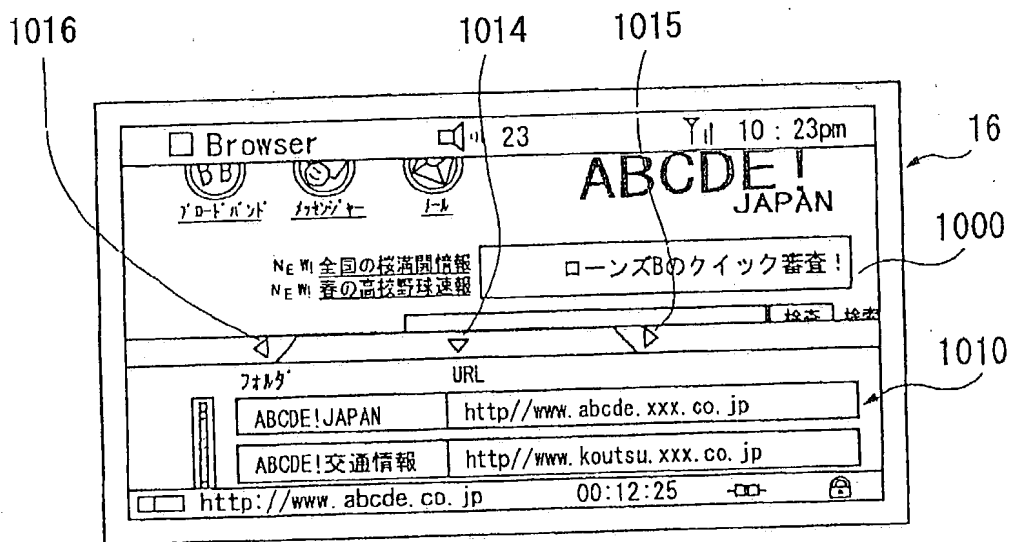 1016 1014 1015
16
Browser 23 10 : 23pm
BB
ﾌﾞﾛｰﾄﾞﾊﾞﾝﾄﾞ ﾒｯｾﾝｼﾞｬｰ ﾒｰﾙ
ABCDE!
JAPAN
1000
NEW! 全国の桜満開情報
NEW! 春の高校野球速報
ローンズBのクイック審査!
検索
1010
ﾌｫﾙﾀﾞ URL
ABCDE!JAPAN http//www.abcde.xxx.co.jp
ABCDE!交通情報 http//www.koutsu.xxx.co.jp
http://www.abcde.co.jp 00:12:25